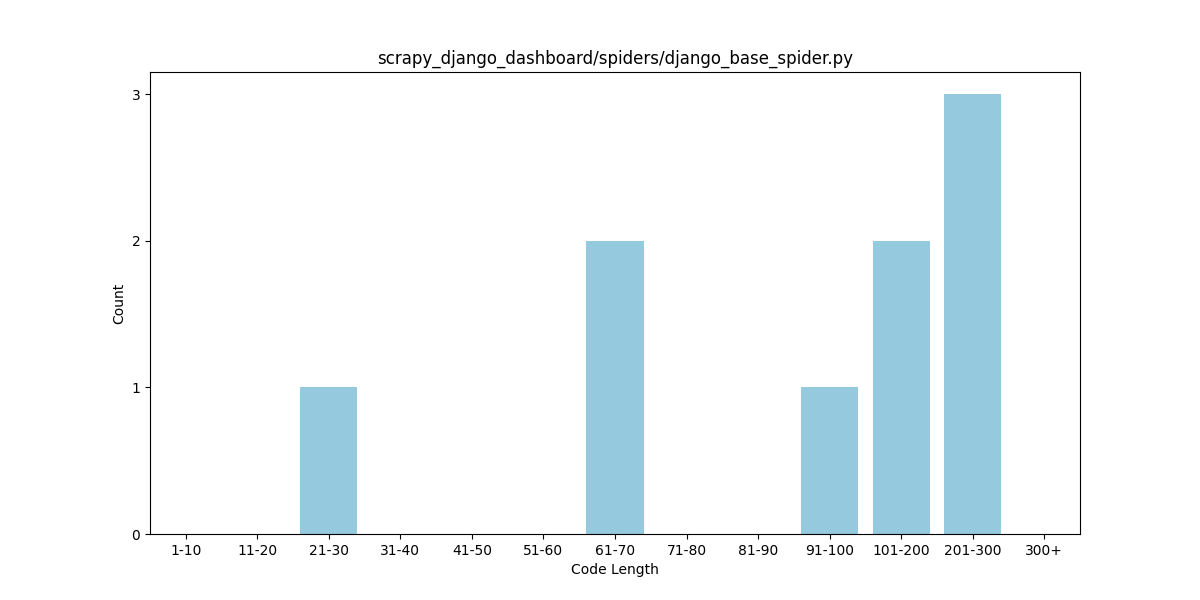 scrapy_django_dashboard/spiders/django_base_spider.py
3
2
1
0
Count
1-10 11-20 21-30 31-40 41-50 51-60 61-70 71-80 81-90 91-100 101-200 201-300 300+
Code Length